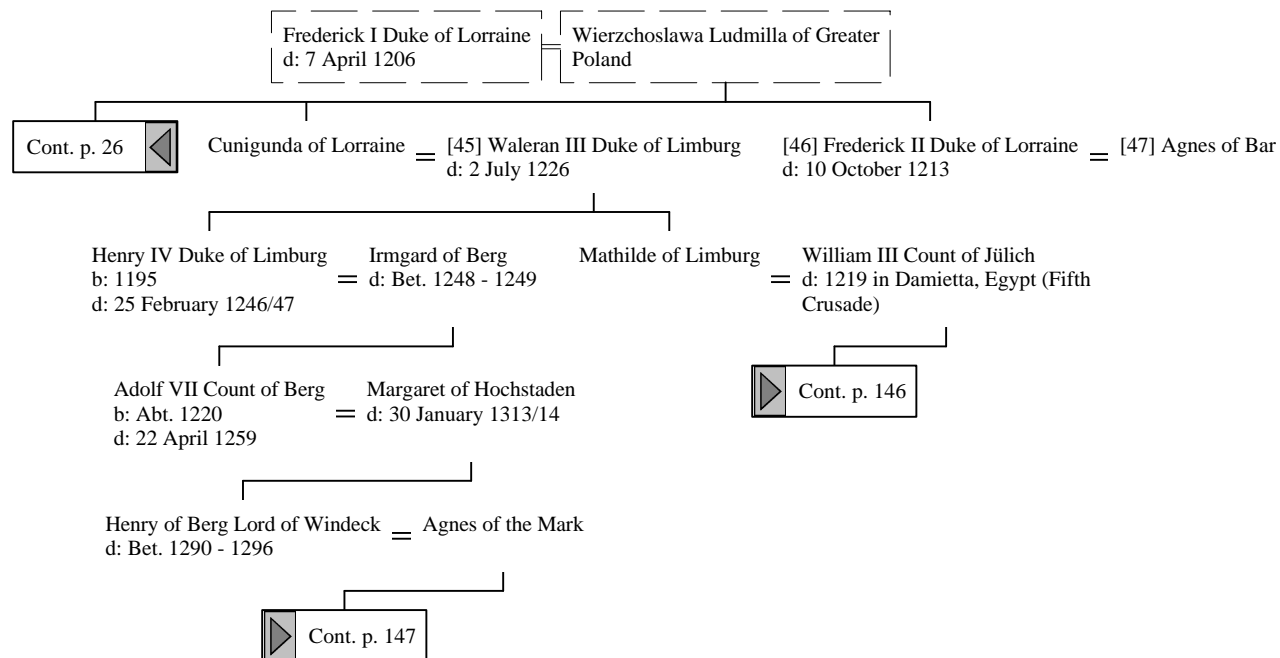 Frederick I Duke of Lorraine
d: 7 April 1206
Wierzchoslawa Ludmilla of Greater
Poland
Cont. p. 26
Cunigunda of Lorraine
=
[45] Waleran III Duke of Limburg
d: 2 July 1226
[46] Frederick II Duke of Lorraine
d: 10 October 1213
=
[47] Agnes of Bar
Henry IV Duke of Limburg
b: 1195
d: 25 February 1246/47
=
Irmgard of Berg
d: Bet. 1248 - 1249
Mathilde of Limburg
=
William III Count of Jülich
d: 1219 in Damietta, Egypt (Fifth
Crusade)
Adolf VII Count of Berg
b: Abt. 1220
d: 22 April 1259
=
Margaret of Hochstaden
d: 30 January 1313/14
Cont. p. 146
Henry of Berg Lord of Windeck
d: Bet. 1290 - 1296
=
Agnes of the Mark
Cont. p. 147